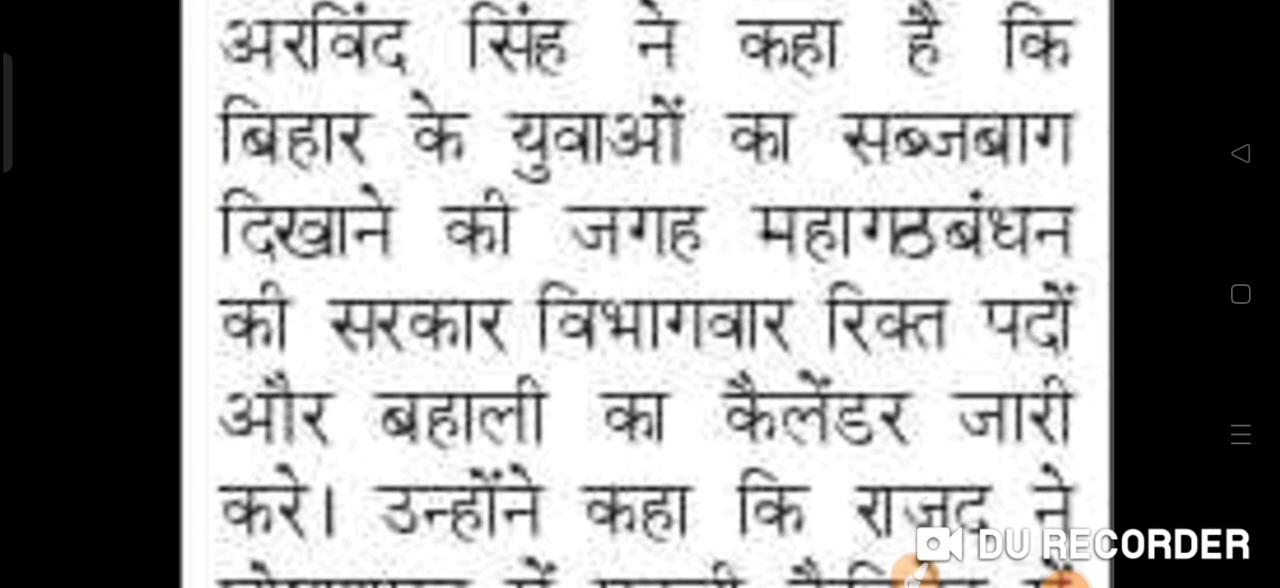 अरविंद सिंह ने कहा है कि
बिहार के युवाओं का सब्जबाग
दिखाने की जगह महागठबंधन
की सरकार विभागवार रिक्त पदों
और बहाली का कैलेंडर जारी
करे। उन्होंने कहा कि राजद ने
DU RECORDER